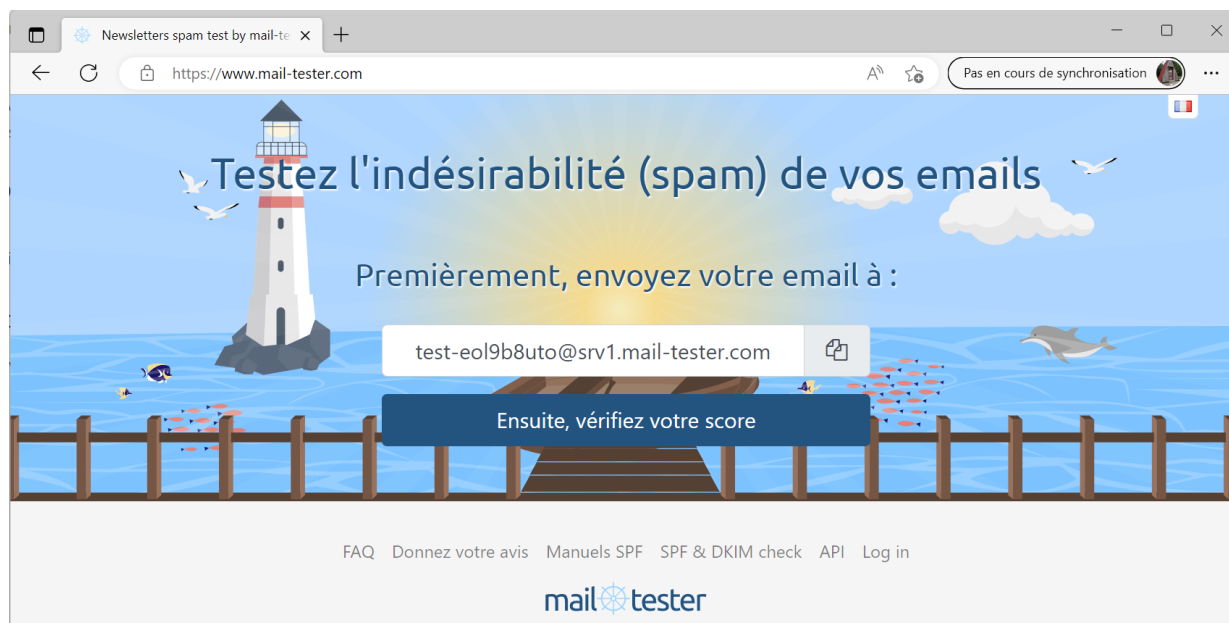 Newsletters spam test by mail-te
https://www.mail-tester.com
Pas en cours de synchronisation
Testez l'indésirabilité (spam) de vos emails
Premièrement, envoyez votre email à :
test-eol9b8uto@srv1.mail-tester.com
Ensuite, vérifiez votre score
FAQ Donnez votre avis Manuels SPF SPF & DKIM check API Log in
mail tester